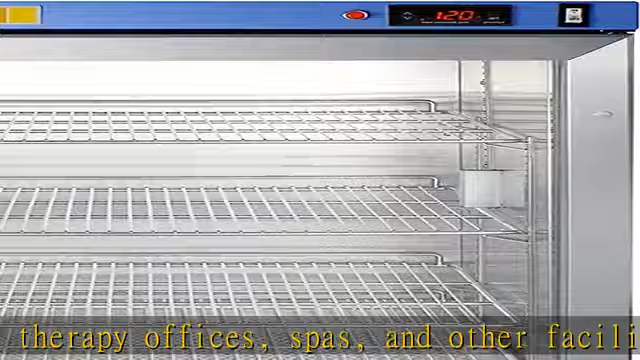 120
therapy offices, spas, and other facili